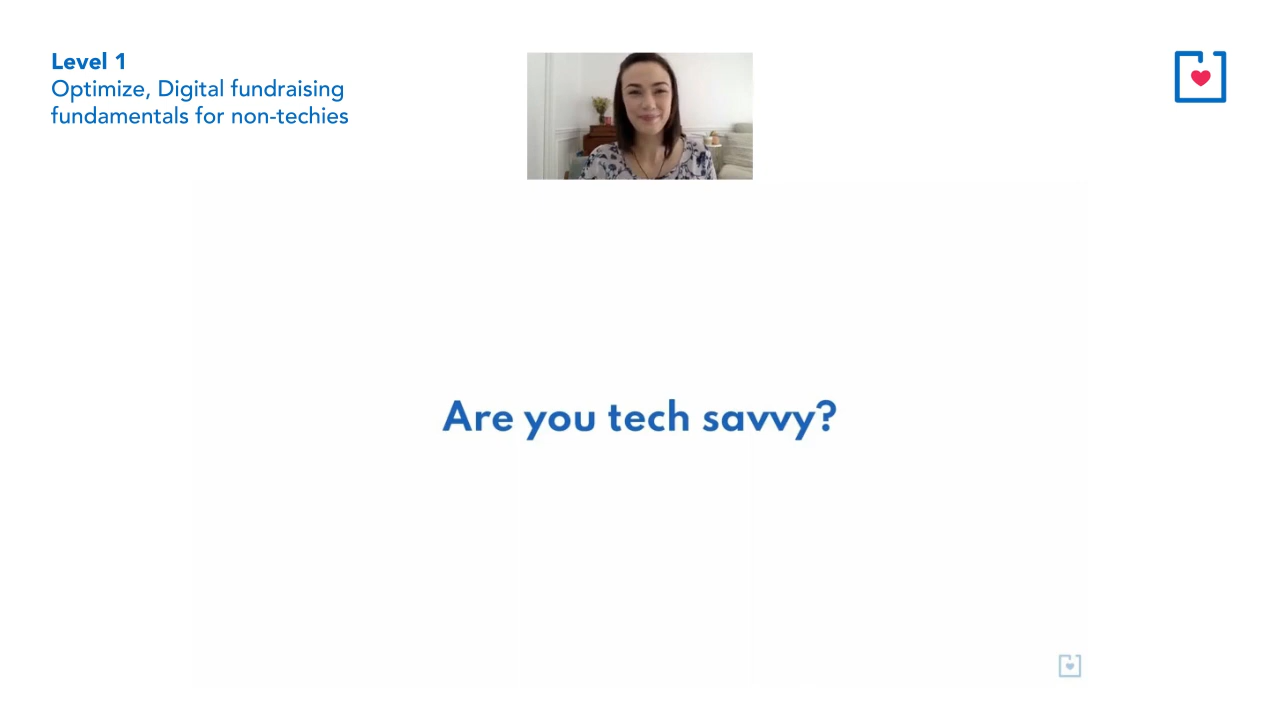 Level 1
Optimize, Digital fundraising
fundamentals for non-techies
Are you tech savvy?